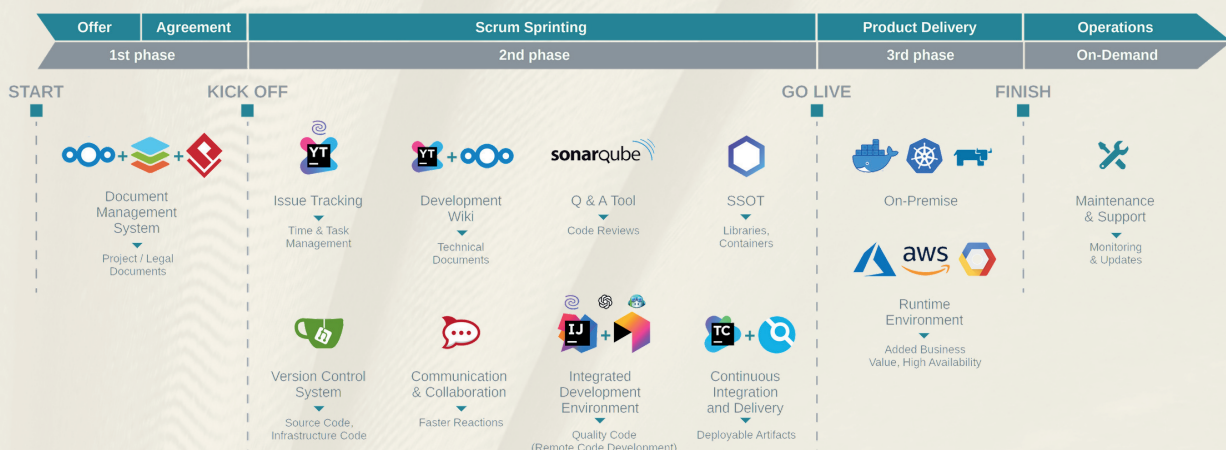 Offer
Agreement
Scrum Sprinting
Product Delivery
Operations
1st phase
2nd phase
3rd phase
On-Demand
START
KICK OFF
GO LIVE
FINISH
+
+
Document
Management
System
Project / Legal
Documents
YT
Issue Tracking
Time & Task
Management
YT
+
Development
Wiki
Technical
Documents
sonarqube
Q & A Tool
Code Reviews
SSOT
Libraries,
Containers
On-Premise
aws
Runtime
Environment
Added Business
Value, High Availability
Maintenance
& Support
Monitoring
& Updates
Version Control
System
Source Code,
Infrastructure Code
Communication
& Collaboration
Faster Reactions
IJ
+
Integrated
Development
Environment
Quality Code
(Remote Code Development)
TC
+
Continuous
Integration
and Delivery
Deployable Artifacts